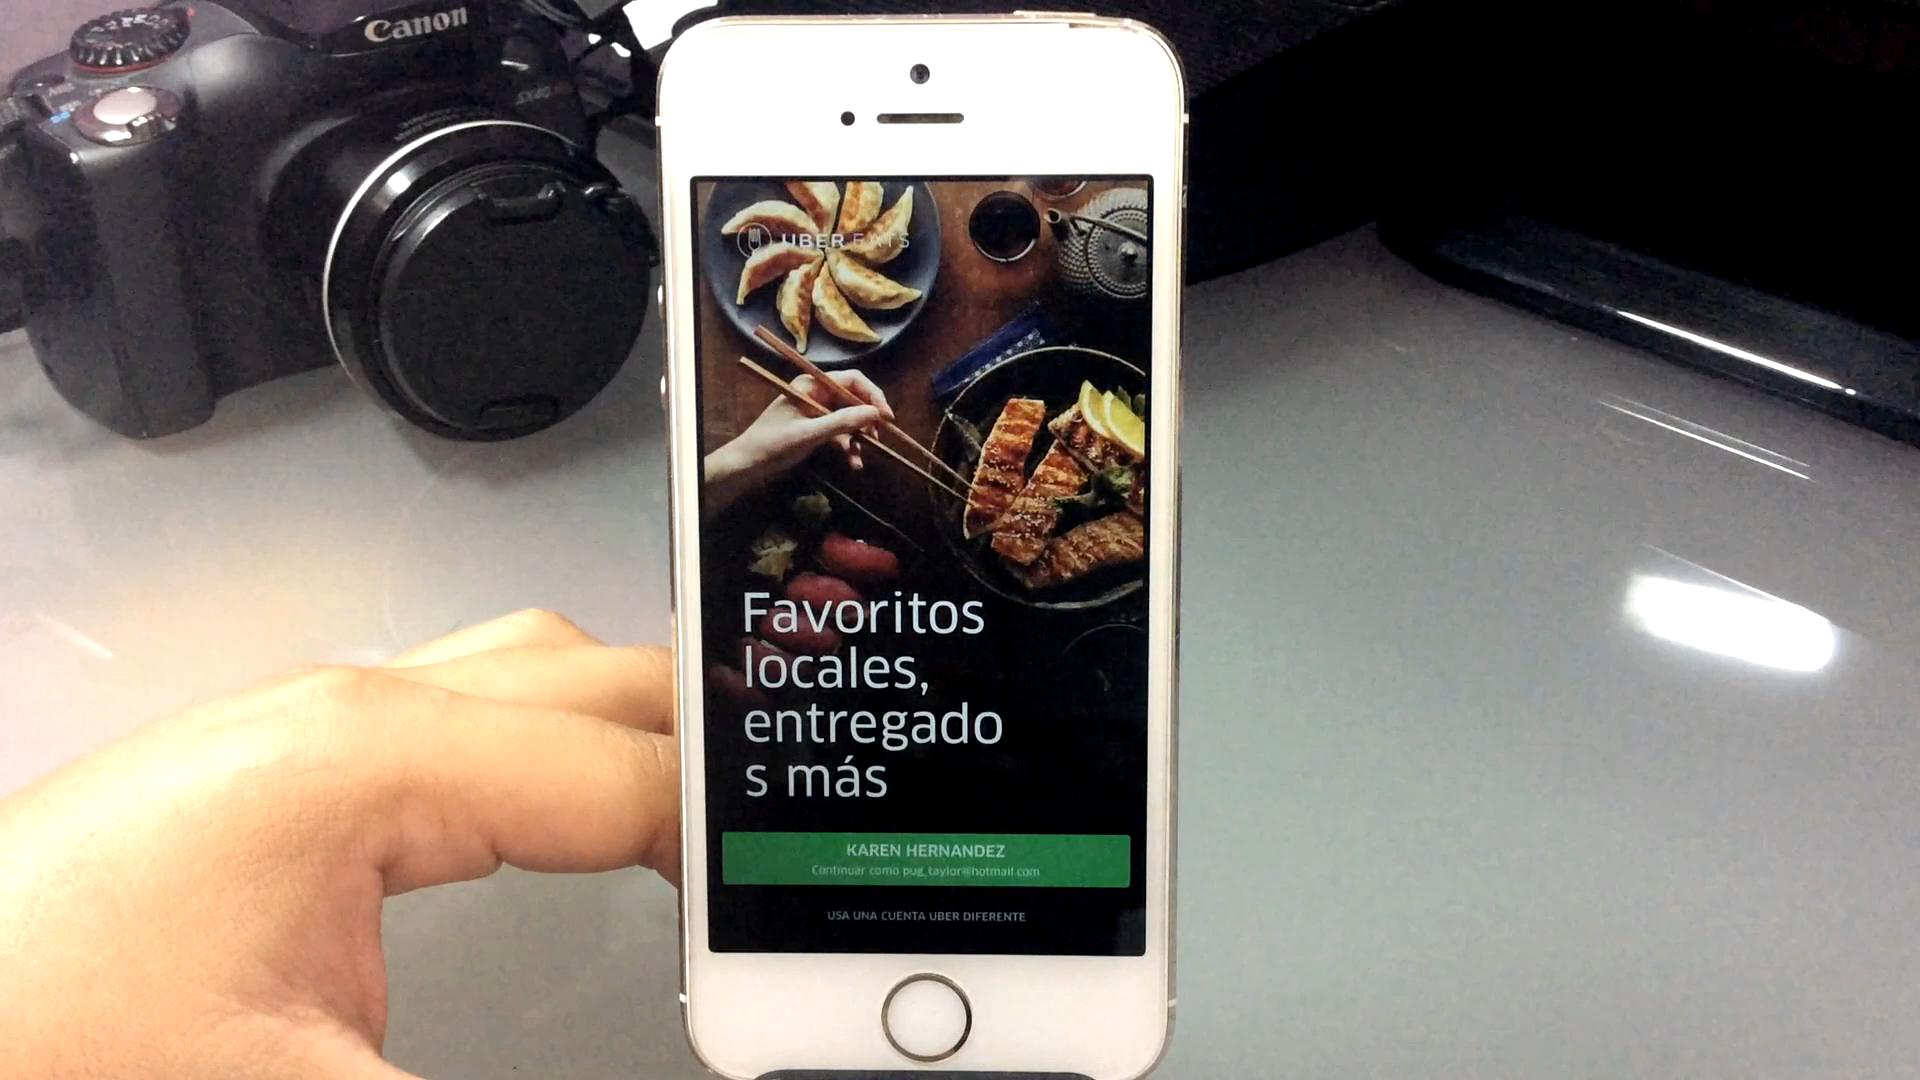 Canon
SX40
UBER EATS
Favoritos
locales,
entregado
s más
KAREN HERNANDEZ
Continuar como pug_taylor@hotmail.com
USA UNA CUENTA UBER DIFERENTE